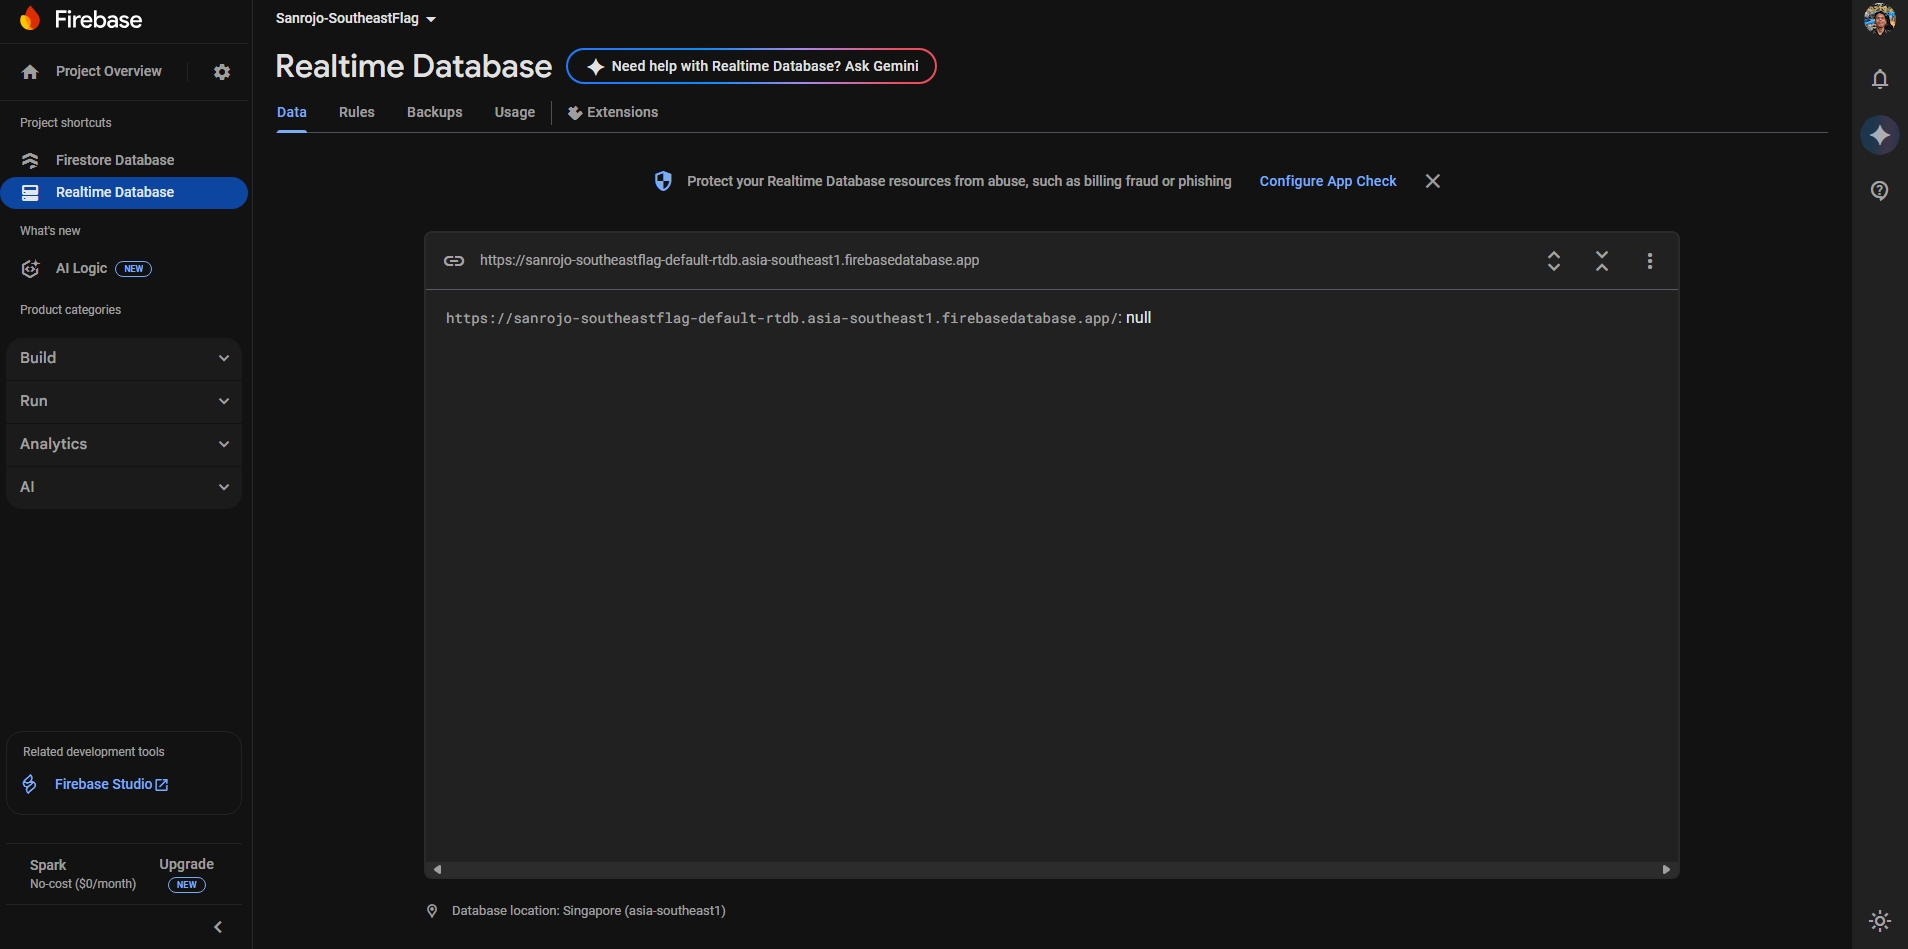 Firebase
Project Overview
Project shortcuts
Firestore Database
Realtime Database
What's new
AI Logic NEW
Product categories
Build
Run
Analytics
AI
Related development tools
Firebase Studio
Spark
No-cost ($0/month)
Upgrade
NEW
Sanrojo-SoutheastFlag
Realtime Database
Need help with Realtime Database? Ask Gemini
Data Rules Backups Usage Extensions
Protect your Realtime Database resources from abuse, such as billing fraud or phishing Configure App Check
https://sanrojo-southeastflag-default-rtdb.asia-southeast1.firebasedatabase.app
https://sanrojo-southeastflag-default-rtdb.asia-southeast1.firebasedatabase.app/: null
Database location: Singapore (asia-southeast1)